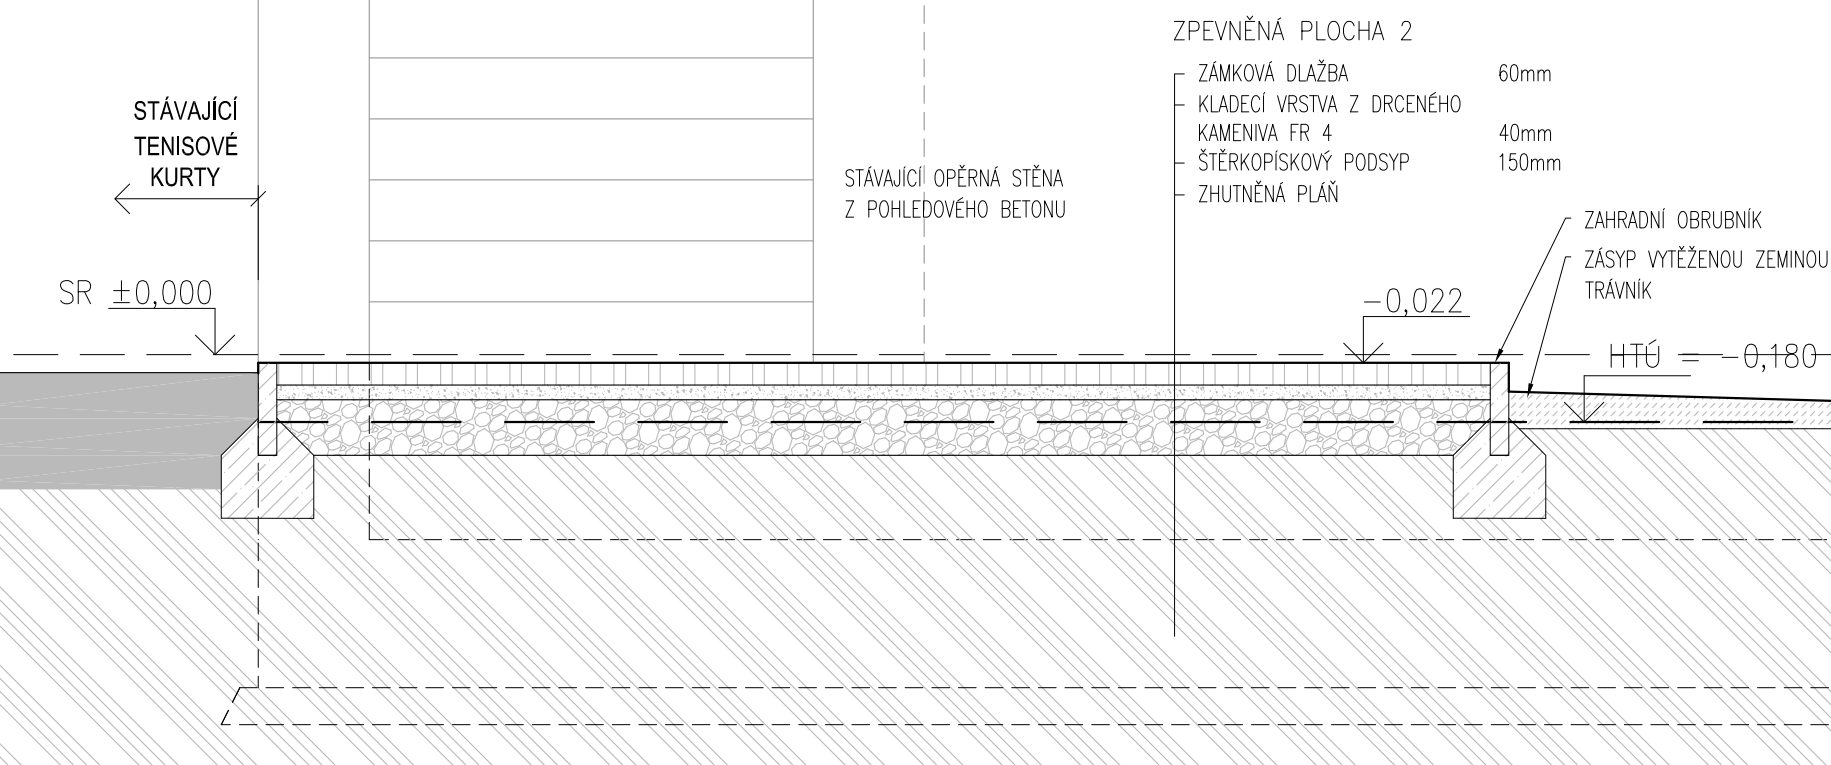 ZPEVNĚNÁ PLOCHA 2
ZÁMKOVÁ DLAŽBA 60mm
KLADECÍ VRSTVA Z DRCENÉHO
KAMENIVA FR 4 40mm
ŠTĚRKOPÍSKOVÝ PODSYP 150mm
ZHUTNĚNÁ PLÁŇ
STÁVAJÍCÍ
TENISOVÉ
KURTY
STÁVAJÍCÍ OPĚRNÁ STĚNA
Z POHLEDOVÉHO BETONU
ZAHRADNÍ OBRUBNÍK
ZÁSYP VYTĚŽENOU ZEMINOU
TRÁVNÍK
SR ±0,000
-0,022
HTÚ = -0,180